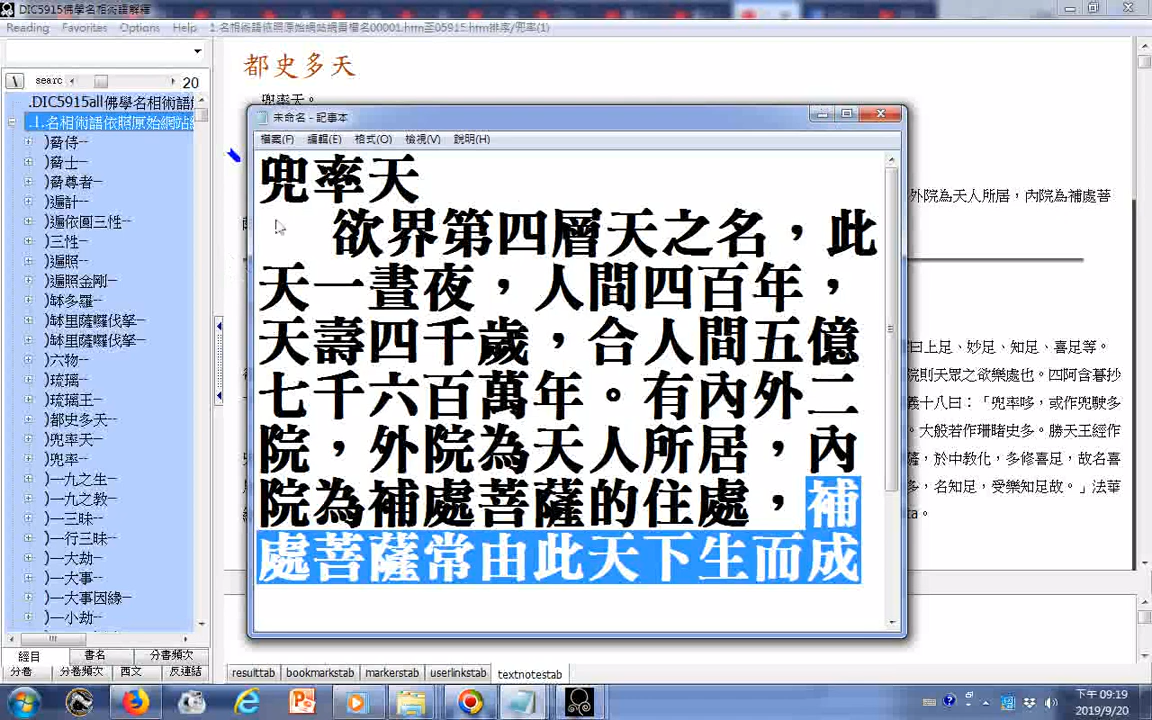 DIC5915佛學名相術語解釋
Reading Favorites Options Help 1.名相術語依照原始網站網頁檔名00001.htm至05915.htm排序/兜率(1)
searc
20
.DIC5915all佛學名相術語解
.1.名相術語依照原始網站網
)耆傳--
)耆士--
)耆尊者--
)遍計--
)遍依圓三性--
)三性--
)遍照--
)遍照金剛--
)缽多羅--
)缽里薩囉伐拏--
)缽里薩囉伐拏--
)六物--
)琉璃--
)琉璃王--
)都史多天--
)兜率天--
)兜率--
)一九之生--
)一九之教--
)一三昧--
)一行三昧--
)一大劫--
)一大事--
)一大事因緣--
)一小劫--
經目 書名 分書頻次
分卷 分卷頻次 西文 反連結
都史多天
兜率天。
未命名 - 記事本
檔案(F) 編輯(E) 格式(O) 檢視(V) 說明(H)
兜率天
欲界第四層天之名，此
天一晝夜，人間四百年，
天壽四千歲，合人間五億
七千六百萬年。有內外二
院，外院為天人所居，內
院為補處菩薩的住處，補
處菩薩常由此天下生而成
外院為天人所居，內院為補處菩
曰上足、妙足、知足、喜足等。
院則天眾之欲樂處也。四阿含暮抄
義十八曰：「兜率哆，或作兜駛多
。大般若作珊睹史多。勝天王經作
薩，於中教化，多修喜足，故名喜
多，名知足，受樂知足故。」法華
ta。
resulttab bookmarkstab markerstab userlinkstab textnotestab
下午 09:19
2019/9/20